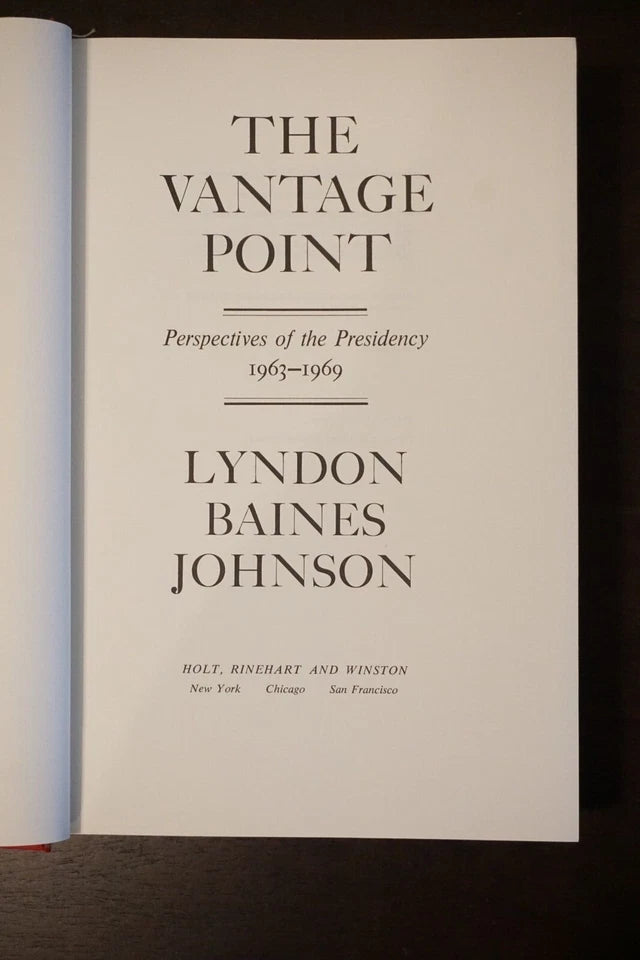 THE
VANTAGE
POINT
Perspectives of the Presidency
1963–1969
LYNDON
BAINES
JOHNSON
HOLT, RINEHART AND WINSTON
New York Chicago San Francisco